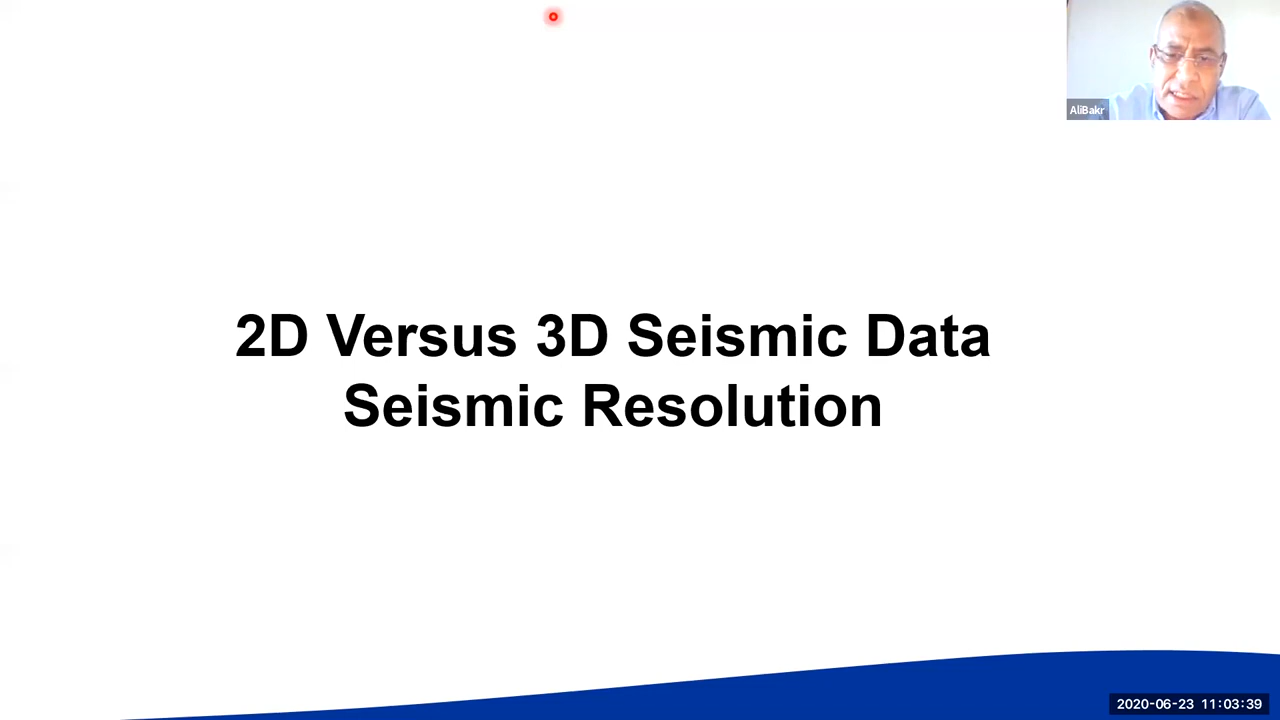 AliBakr
2D Versus 3D Seismic Data
Seismic Resolution
2020-06-23 11:03:39